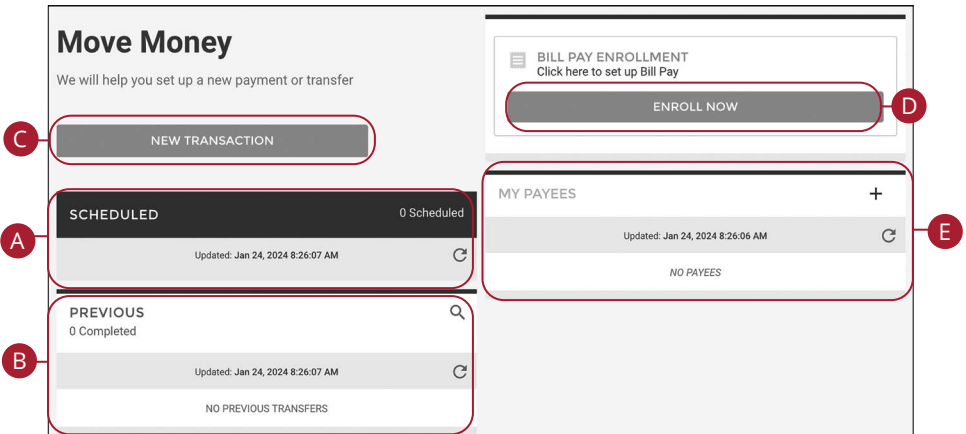 Move Money
We will help you set up a new payment or transfer
C
NEW TRANSACTION
A
SCHEDULED
0 Scheduled
Updated: Jan 24, 2024 8:26:07 AM
B
PREVIOUS
0 Completed
Updated: Jan 24, 2024 8:26:07 AM
NO PREVIOUS TRANSFERS
BILL PAY ENROLLMENT
Click here to set up Bill Pay
ENROLL NOW
D
MY PAYEES
+
Updated: Jan 24, 2024 8:26:06 AM
E
NO PAYEES